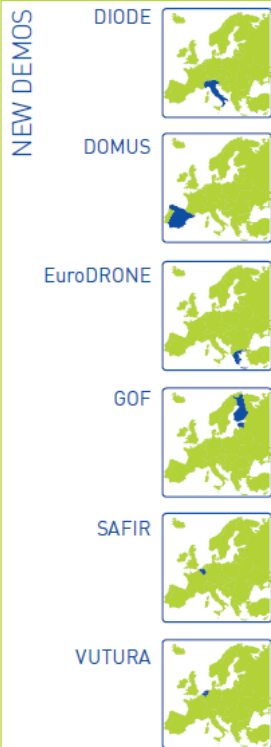 NEW DEMOS
DIODE
DOMUS
EuroDRONE
GOF
SAFIR
VUTURA